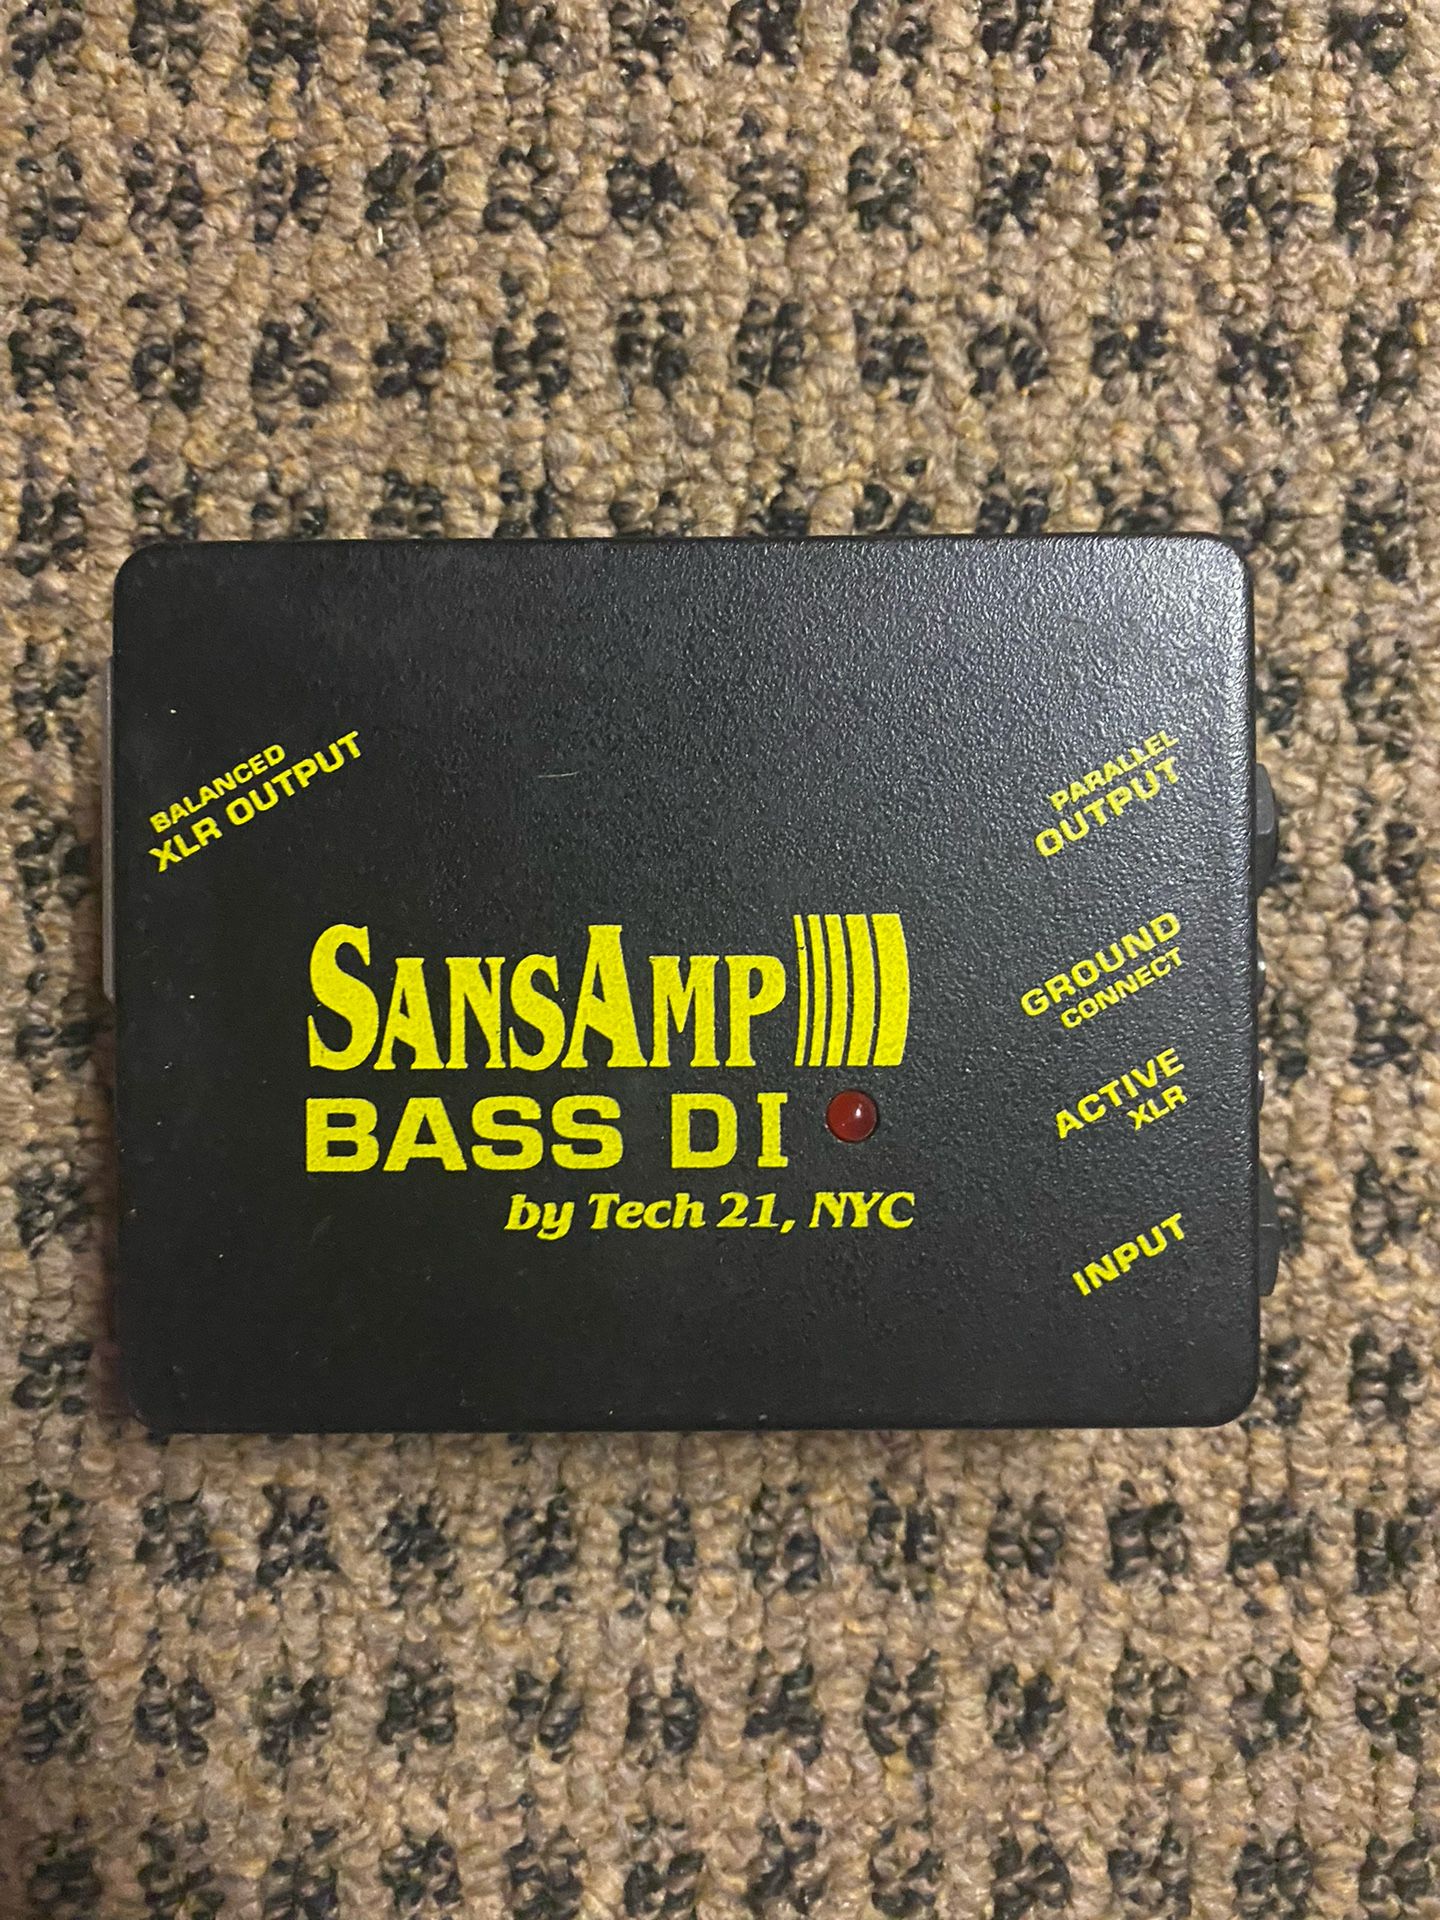 BALANCED
XLR OUTPUT
PARALLEL
OUTPUT
GROUND
CONNECT
ACTIVE
XLR
INPUT
SANSAMP
BASS DI
by Tech 21, NYC